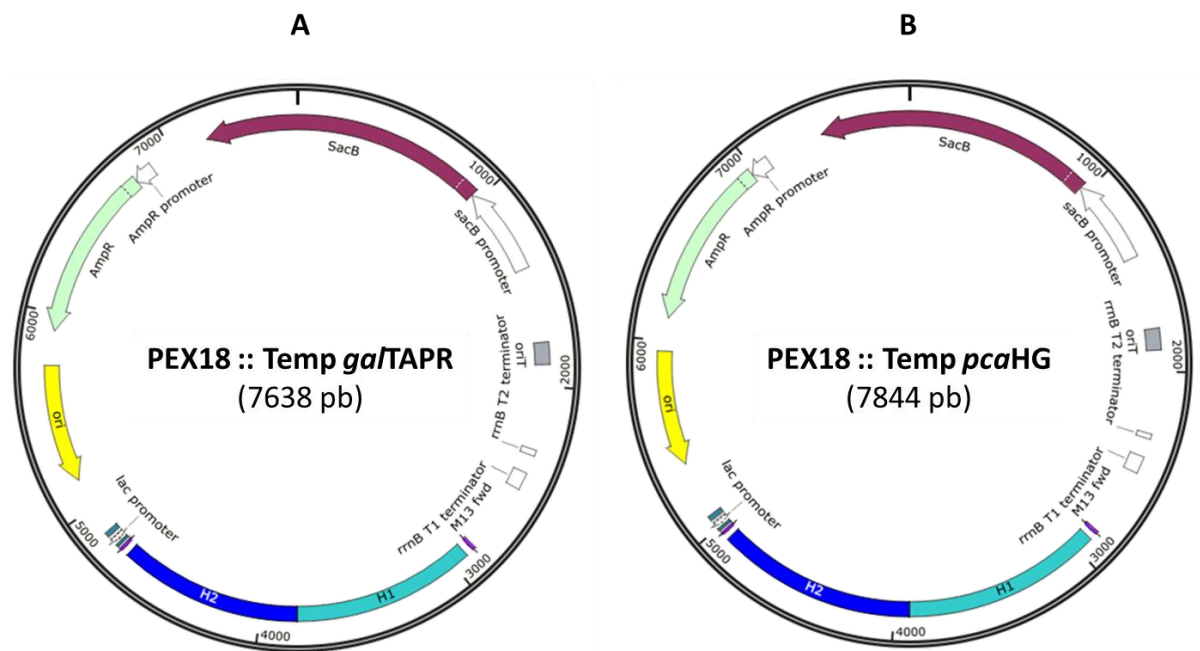 A
SacB
1000
sacB promoter
oriT
2000
rrnB T2 terminator
rrnB T1 terminator
M13 fwd
3000
H1
4000
H2
lac promoter
5000
ori
6000
AmpR
AmpR promoter
7000
PEX18 :: Temp galTAPR
(7638 pb)
B
SacB
1000
sacB promoter
oriT
2000
rrnB T2 terminator
rrnB T1 terminator
M13 fwd
3000
H1
4000
H2
lac promoter
5000
ori
6000
AmpR
AmpR promoter
7000
PEX18 :: Temp pcaHG
(7844 pb)